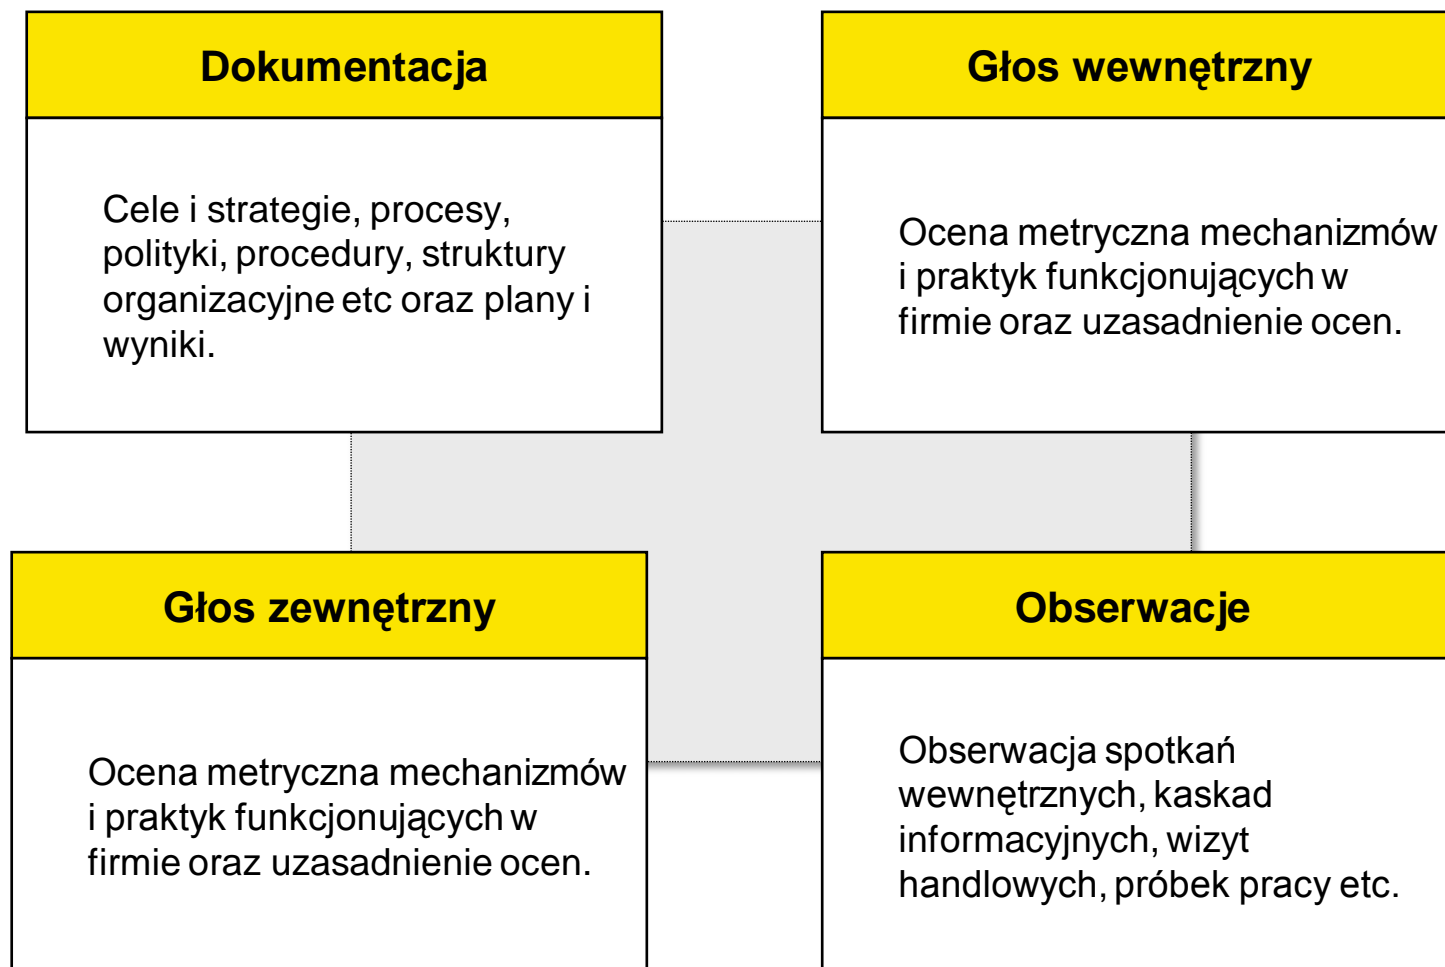 Dokumentacja
Cele i strategie, procesy,
polityki, procedury, struktury
organizacyjne etc oraz plany i
wyniki.
Głos wewnętrzny
Ocena metryczna mechanizmów
i praktyk funkcjonujących w
firmie oraz uzasadnienie ocen.
Głos zewnętrzny
Ocena metryczna mechanizmów
i praktyk funkcjonujących w
firmie oraz uzasadnienie ocen.
Obserwacje
Obserwacja spotkań
wewnętrznych, kaskad
informacyjnych, wizyt
handlowych, próbek pracy etc.